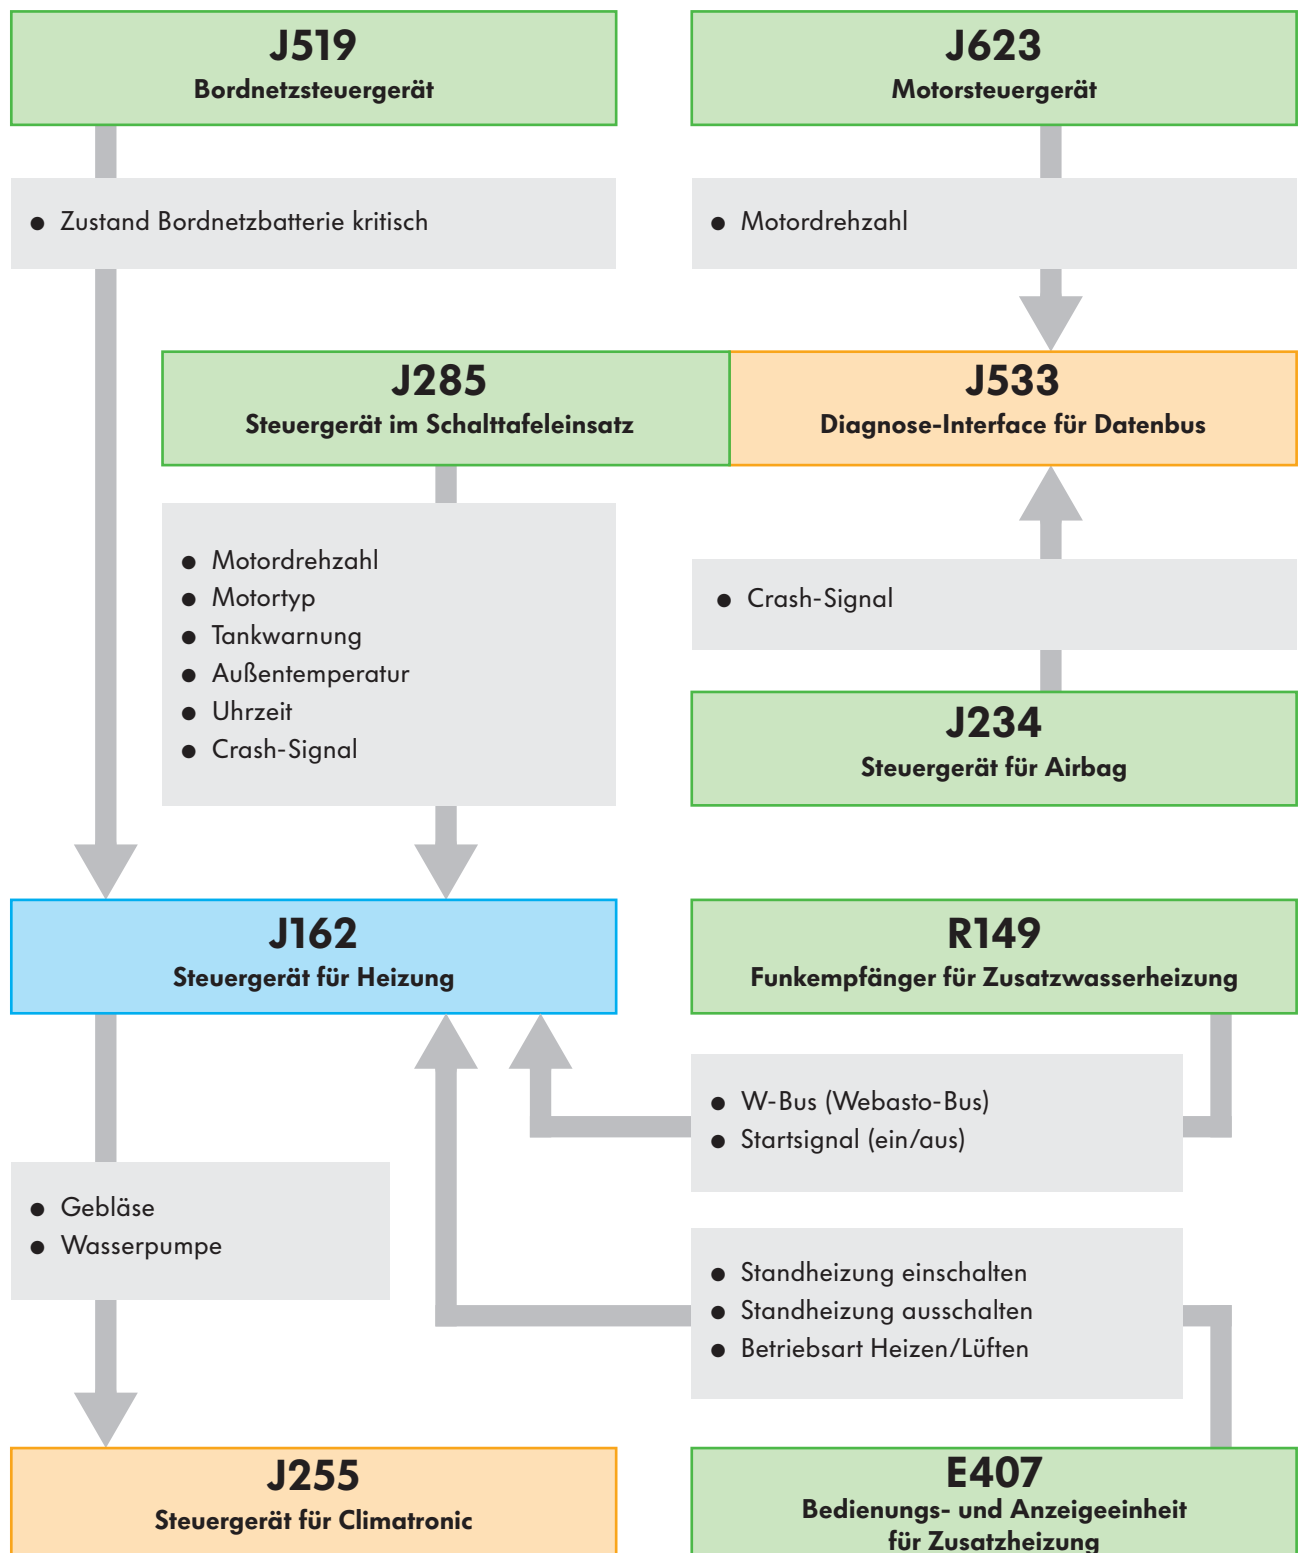 J519
Bordnetzsteuergerät
J623
Motorsteuergerät
● Zustand Bordnetzbatterie kritisch
● Motordrehzahl
J285
Steuergerät im Schalttafeleinsatz
J533
Diagnose-Interface für Datenbus
● Motordrehzahl
● Motortyp
● Tankwarnung
● Außentemperatur
● Uhrzeit
● Crash-Signal
● Crash-Signal
J234
Steuergerät für Airbag
J162
Steuergerät für Heizung
R149
Funkempfänger für Zusatzwasserheizung
● W-Bus (Webasto-Bus)
● Startsignal (ein/aus)
● Gebläse
● Wasserpumpe
● Standheizung einschalten
● Standheizung ausschalten
● Betriebsart Heizen/Lüften
J255
Steuergerät für Climatronic
E407
Bedienungs- und Anzeigeeinheit
für Zusatzheizung